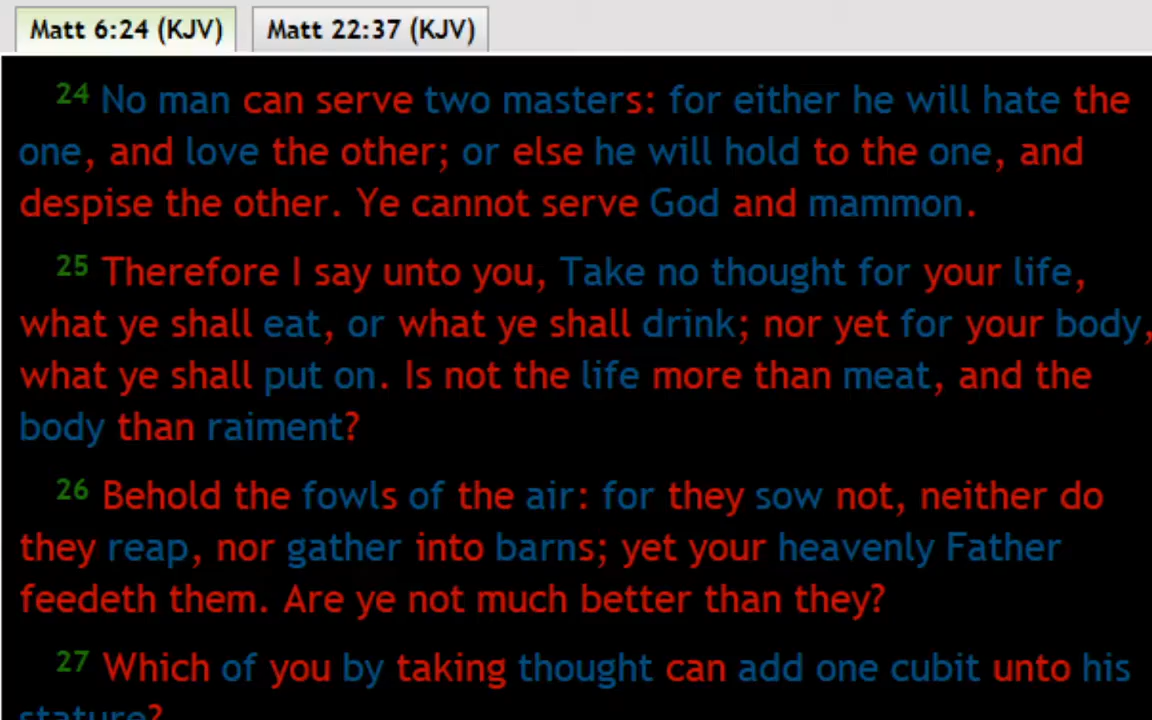 Matt 6:24 (KJV) Matt 22:37 (KJV)
24 No man can serve two masters: for either he will hate the
one, and love the other; or else he will hold to the one, and
despise the other. Ye cannot serve God and mammon.
25 Therefore I say unto you, Take no thought for your life,
what ye shall eat, or what ye shall drink; nor yet for your body,
what ye shall put on. Is not the life more than meat, and the
body than raiment?
26 Behold the fowls of the air: for they sow not, neither do
they reap, nor gather into barns; yet your heavenly Father
feedeth them. Are ye not much better than they?
27 Which of you by taking thought can add one cubit unto his
stature?